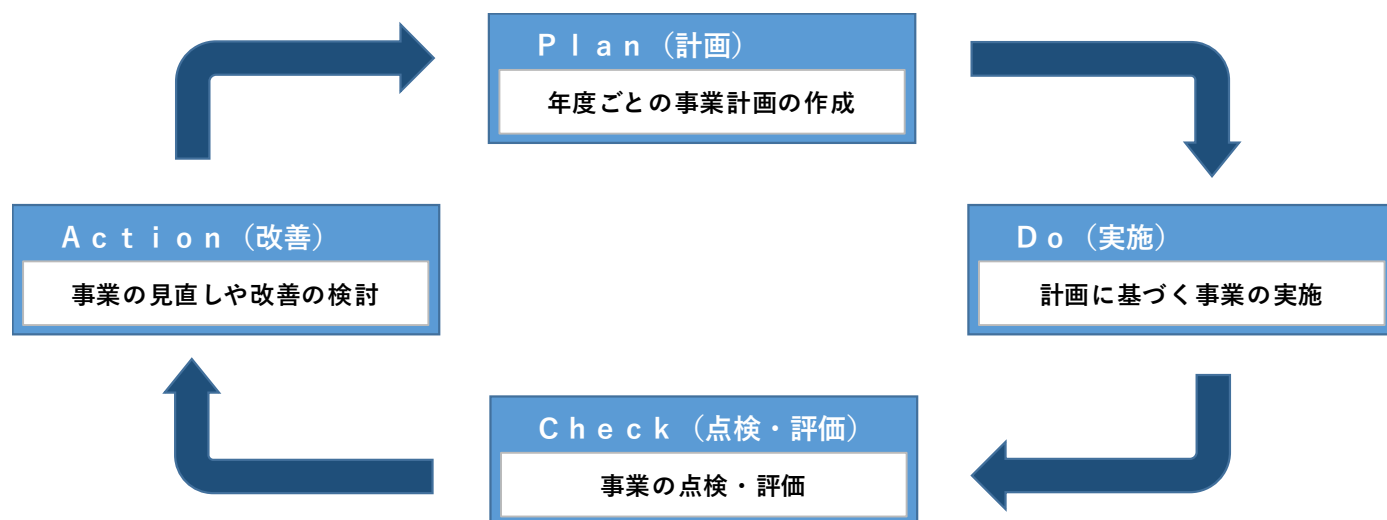 Plan（計画）
年度ごとの事業計画の作成
Action（改善）
事業の見直しや改善の検討
Do（実施）
計画に基づく事業の実施
Check（点検・評価）
事業の点検・評価